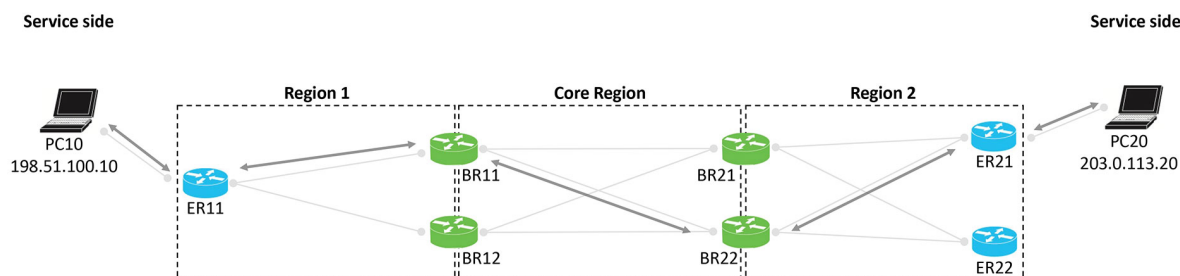 Service side
Service side
Region 1
Core Region
Region 2
PC10
198.51.100.10
ER11
BR11
BR12
BR21
BR22
ER21
ER22
PC20
203.0.113.20